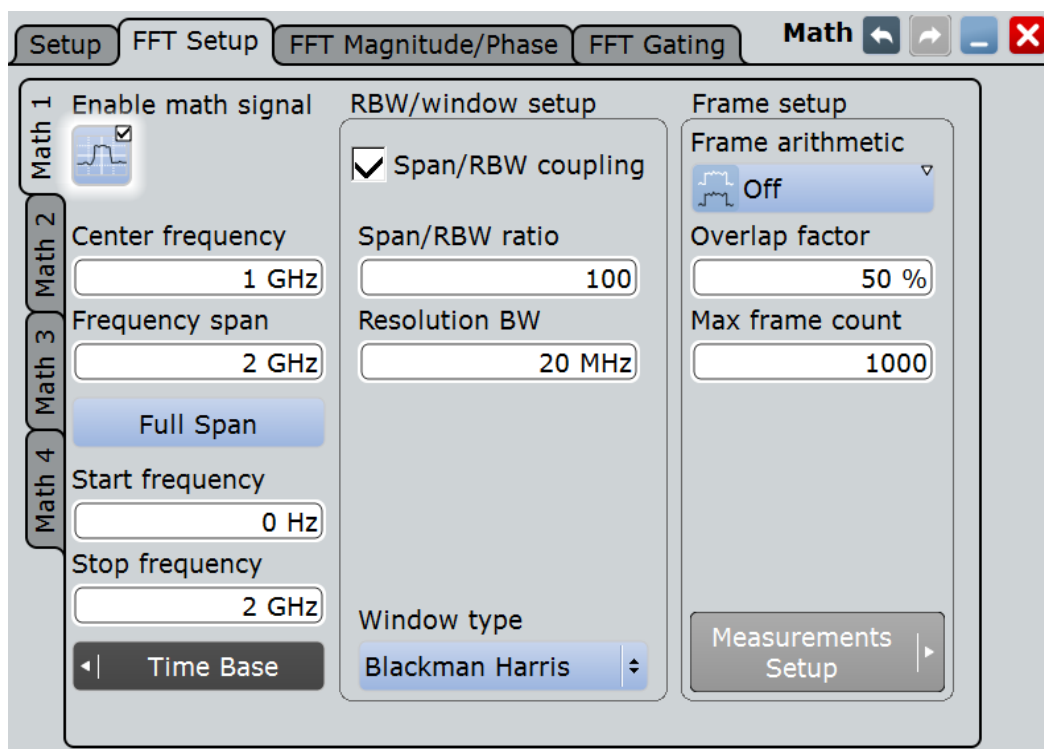 Setup
FFT Setup
FFT Magnitude/Phase
FFT Gating
Math
Math 1
Math 2
Math 3
Math 4
Enable math signal
Center frequency
1 GHz
Frequency span
2 GHz
Full Span
Start frequency
0 Hz
Stop frequency
2 GHz
Time Base
RBW/window setup
Span/RBW coupling
Span/RBW ratio
100
Resolution BW
20 MHz
Window type
Blackman Harris
Frame setup
Frame arithmetic
Off
Overlap factor
50 %
Max frame count
1000
Measurements
Setup